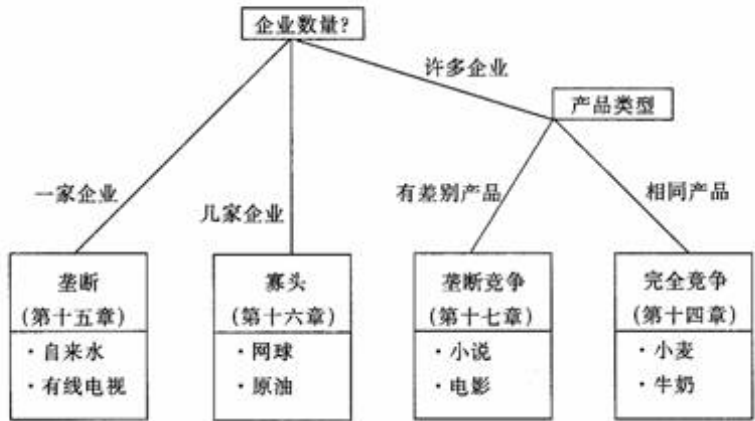 企业数量?
许多企业
产品类型
一家企业
几家企业
有差别产品
相同产品
垄断
(第十五章)
·自来水
·有线电视
寡头
(第十六章)
·网球
·原油
垄断竞争
(第十七章)
·小说
·电影
完全竞争
(第十四章)
·小麦
·牛奶